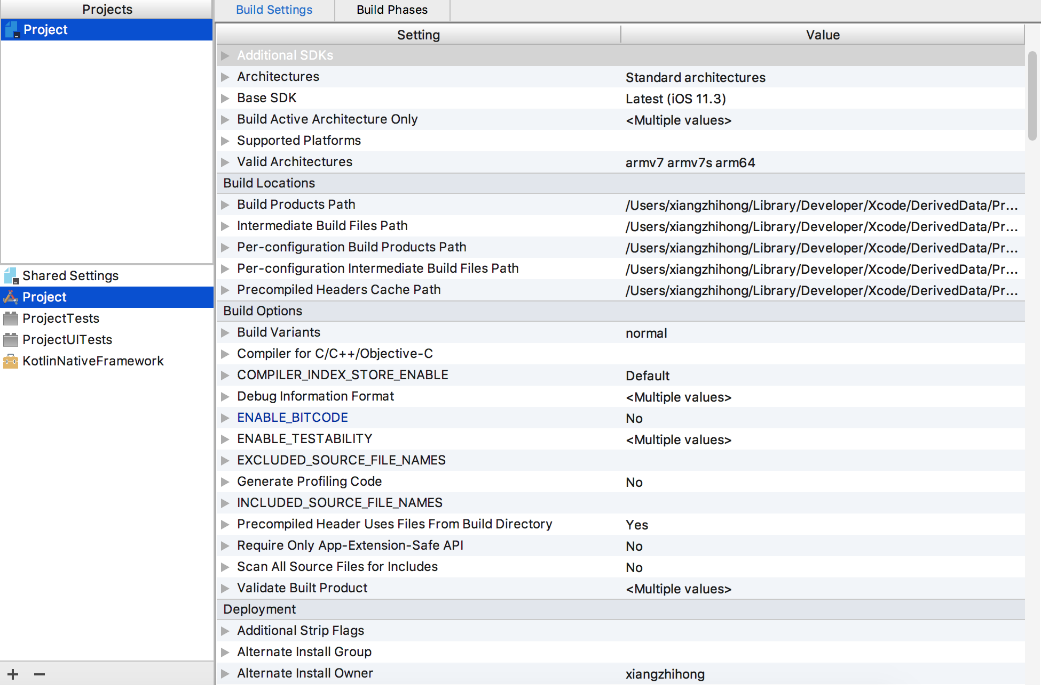 Projects
Project
Shared Settings
Project
ProjectTests
ProjectUITests
KotlinNativeFramework
Build Settings Build Phases
Setting Value
Additional SDKs
Architectures Standard architectures
Base SDK Latest (iOS 11.3)
Build Active Architecture Only <Multiple values>
Supported Platforms
Valid Architectures armv7 armv7s arm64
Build Locations
Build Products Path /Users/xiangzhihong/Library/Developer/Xcode/DerivedData/Pr...
Intermediate Build Files Path /Users/xiangzhihong/Library/Developer/Xcode/DerivedData/Pr...
Per-configuration Build Products Path /Users/xiangzhihong/Library/Developer/Xcode/DerivedData/Pr...
Per-configuration Intermediate Build Files Path /Users/xiangzhihong/Library/Developer/Xcode/DerivedData/Pr...
Precompiled Headers Cache Path /Users/xiangzhihong/Library/Developer/Xcode/DerivedData/Pr...
Build Options
Build Variants normal
Compiler for C/C++/Objective-C
COMPILER_INDEX_STORE_ENABLE Default
Debug Information Format <Multiple values>
ENABLE_BITCODE No
ENABLE_TESTABILITY <Multiple values>
EXCLUDED_SOURCE_FILE_NAMES
Generate Profiling Code No
INCLUDED_SOURCE_FILE_NAMES
Precompiled Header Uses Files From Build Directory Yes
Require Only App-Extension-Safe API No
Scan All Source Files for Includes No
Validate Built Product <Multiple values>
Deployment
Additional Strip Flags
Alternate Install Group
Alternate Install Owner xiangzhihong